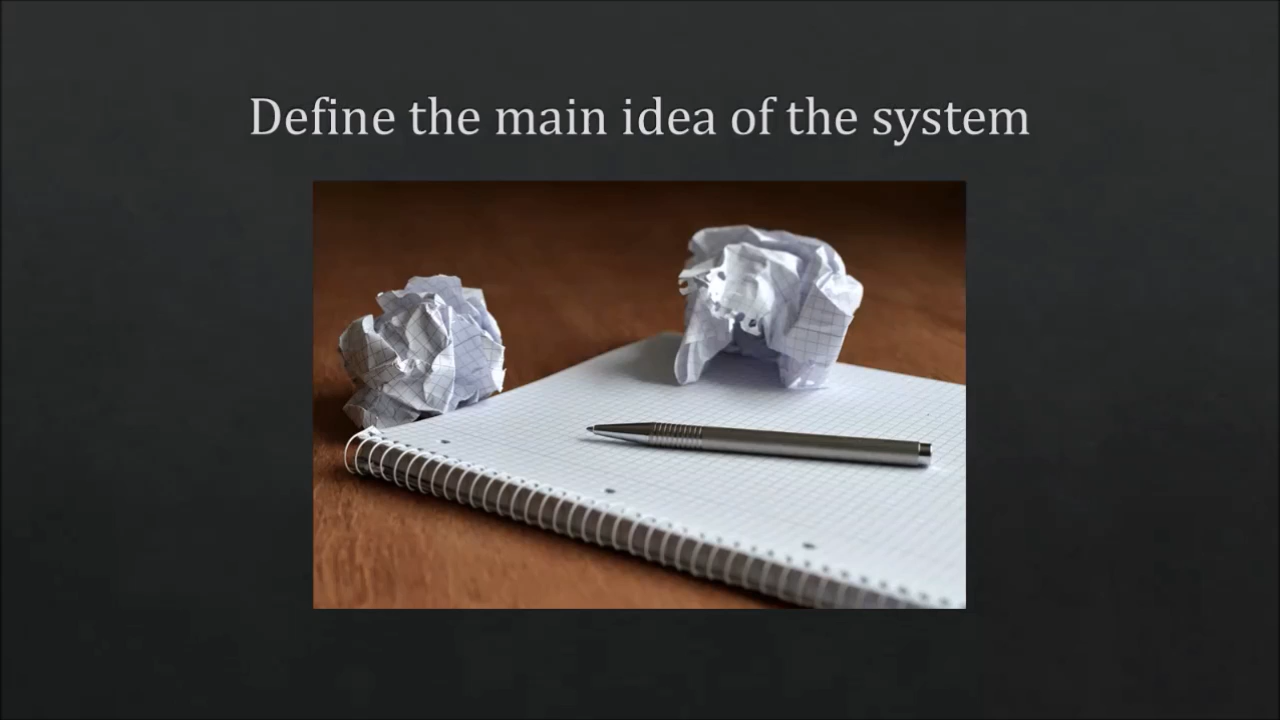 Define the main idea of the system